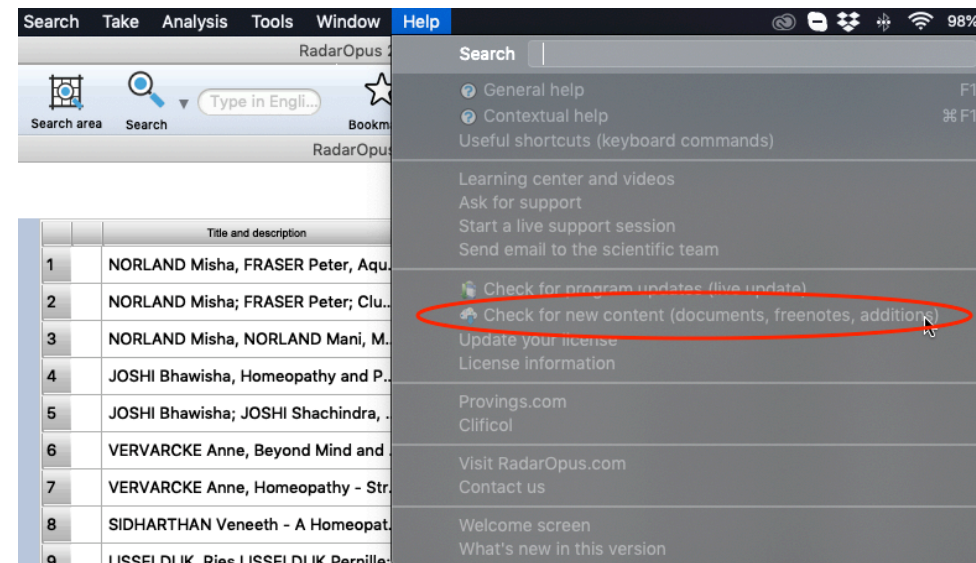 Search Take Analysis Tools Window Help 98%
RadarOpus 2
Search
Type in Engli...
Search area Search Bookm
RadarOpus
General help F1
Contextual help ⌘F1
Useful shortcuts (keyboard commands)
Learning center and videos
Ask for support
Start a live support session
Send email to the scientific team
Check for program updates (live update)
Check for new content (documents, freenotes, additions)
Update your license
License information
Provings.com
Clificol
Visit RadarOpus.com
Contact us
Welcome screen
What's new in this version
Title and description
1 NORLAND Misha, FRASER Peter, Aqu.
2 NORLAND Misha; FRASER Peter; Clu..
3 NORLAND Misha, NORLAND Mani, M..
4 JOSHI Bhawisha, Homeopathy and P..
5 JOSHI Bhawisha; JOSHI Shachindra, .
6 VERVARCKE Anne, Beyond Mind and .
7 VERVARCKE Anne, Homeopathy - Str.
8 SIDHARTHAN Veneeth - A Homeopat.
9